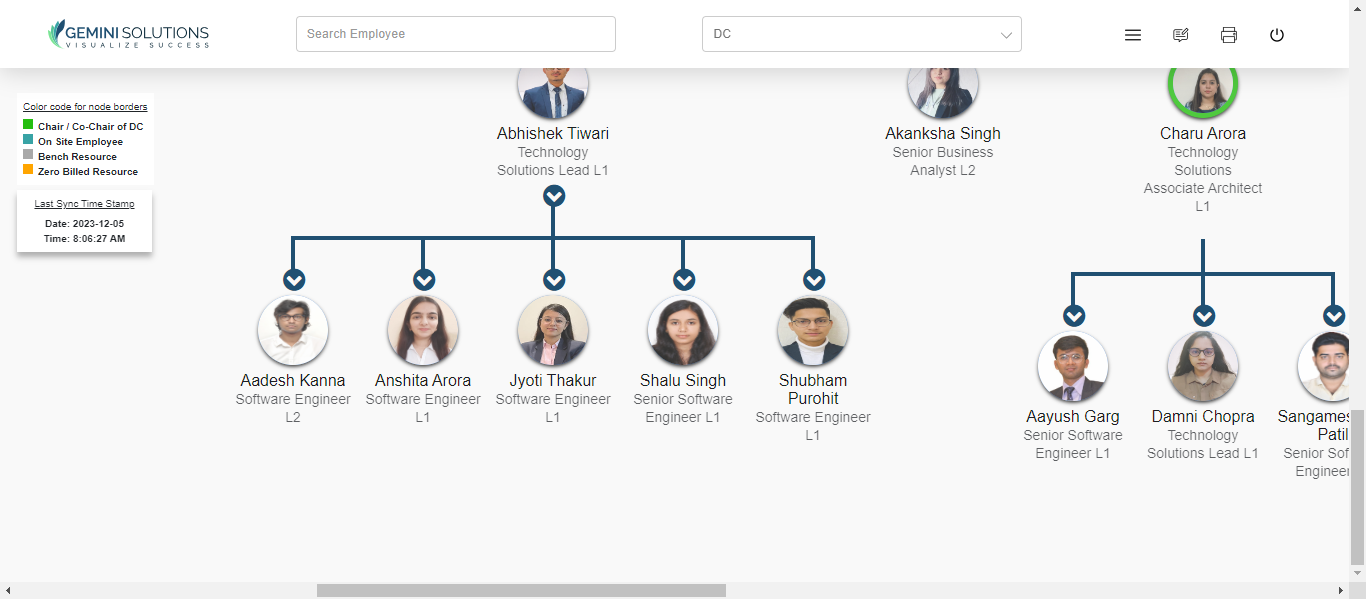 GEMINI SOLUTIONS
VISUALIZE SUCCESS
Search Employee
DC
Color code for node borders
Chair / Co-Chair of DC
On Site Employee
Bench Resource
Zero Billed Resource
Last Sync Time Stamp
Date: 2023-12-05
Time: 8:06:27 AM
Abhishek Tiwari
Technology
Solutions Lead L1
Akanksha Singh
Senior Business
Analyst L2
Charu Arora
Technology
Solutions
Associate Architect
L1
Aadesh Kanna
Software Engineer
L2
Anshita Arora
Software Engineer
L1
Jyoti Thakur
Software Engineer
L1
Shalu Singh
Senior Software
Engineer L1
Shubham
Purohit
Software Engineer
L1
Aayush Garg
Senior Software
Engineer L1
Damni Chopra
Technology
Solutions Lead L1
Sangames
Patil
Senior Sof
Engineer